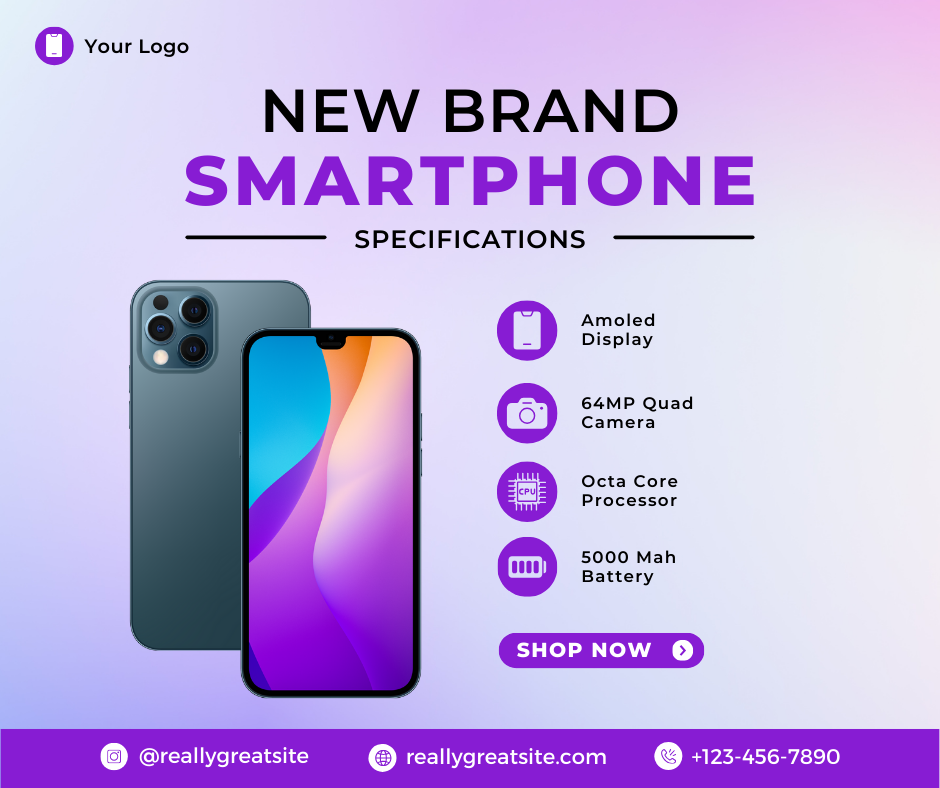 Your Logo
NEW BRAND
SMARTPHONE
SPECIFICATIONS
Amoled
Display
64MP Quad
Camera
CPU
Octa Core
Processor
5000 Mah
Battery
SHOP NOW
@reallygreatsite
reallygreatsite.com
+123-456-7890